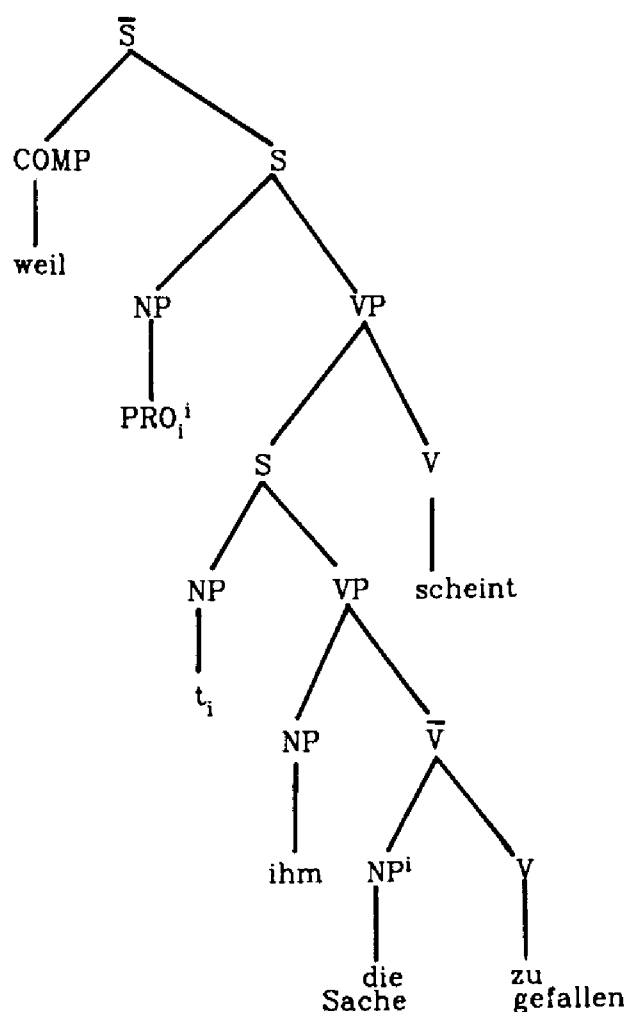 S̄
COMP S
weil
NP VP
PROᵢⁱ
S V
NP VP scheint
tᵢ
NP V̄
ihm NPⁱ V
die zu
Sache gefallen